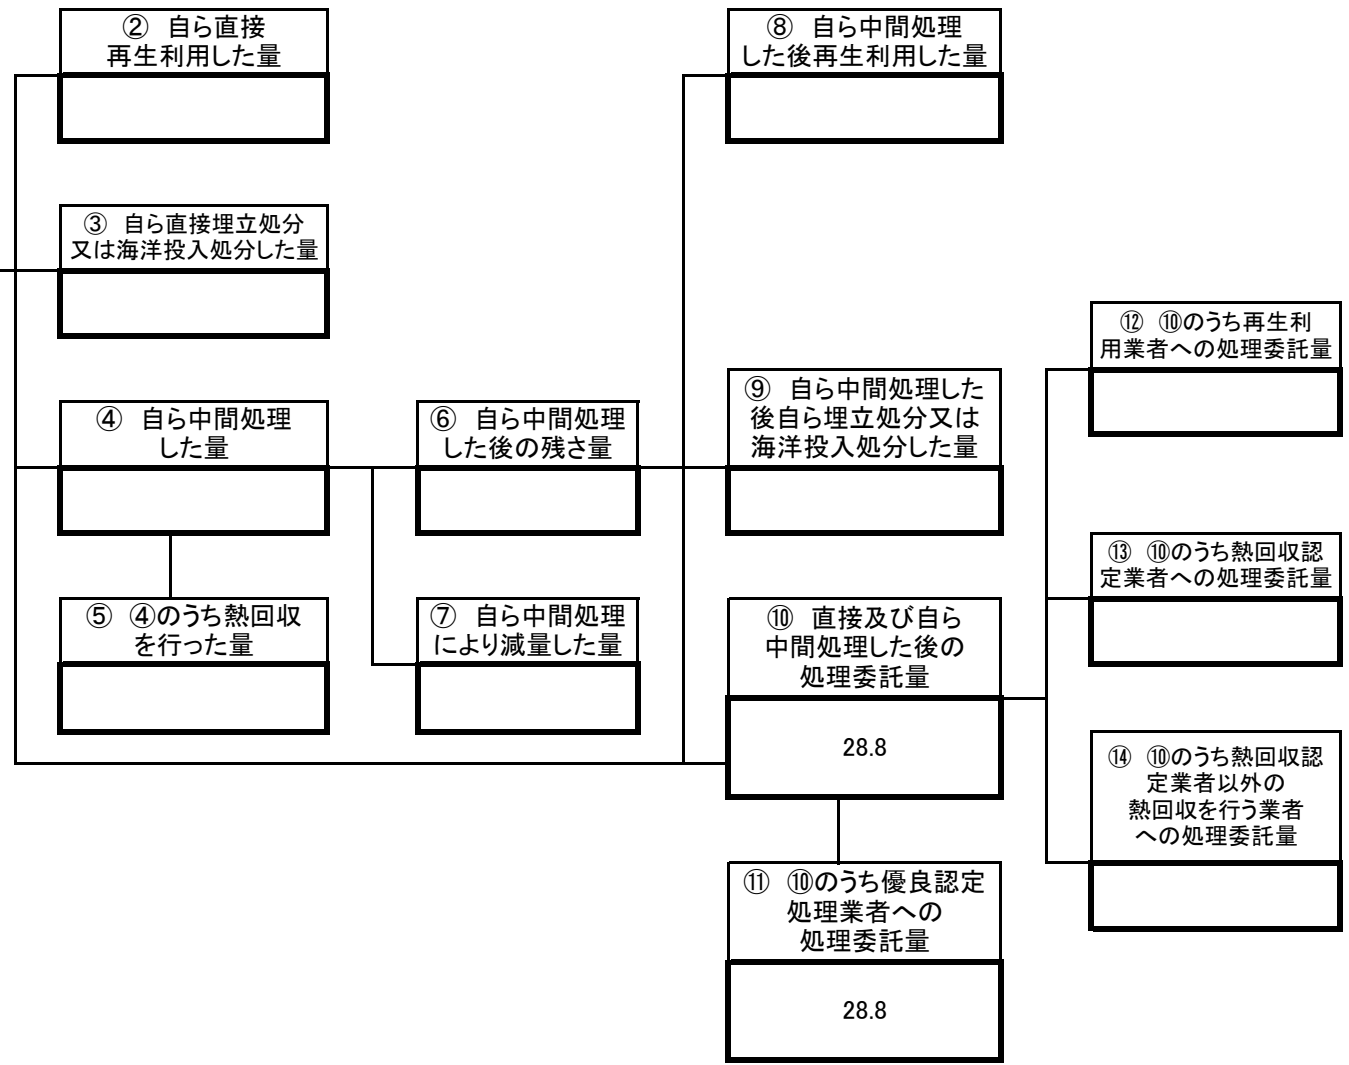 ② 自ら直接
再生利用した量
⑧ 自ら中間処理
した後再生利用した量
③ 自ら直接埋立処分
又は海洋投入処分した量
⑫ ⑩のうち再生利
用業者への処理委託量
④ 自ら中間処理
した量
⑥ 自ら中間処理
した後の残さ量
⑨ 自ら中間処理した
後自ら埋立処分又は
海洋投入処分した量
⑬ ⑩のうち熱回収認
定業者への処理委託量
⑤ ④のうち熱回収
を行った量
⑦ 自ら中間処理
により減量した量
⑩ 直接及び自ら
中間処理した後の
処理委託量
28.8
⑭ ⑩のうち熱回収認
定業者以外の
熱回収を行う業者
への処理委託量
⑪ ⑩のうち優良認定
処理業者への
処理委託量
28.8